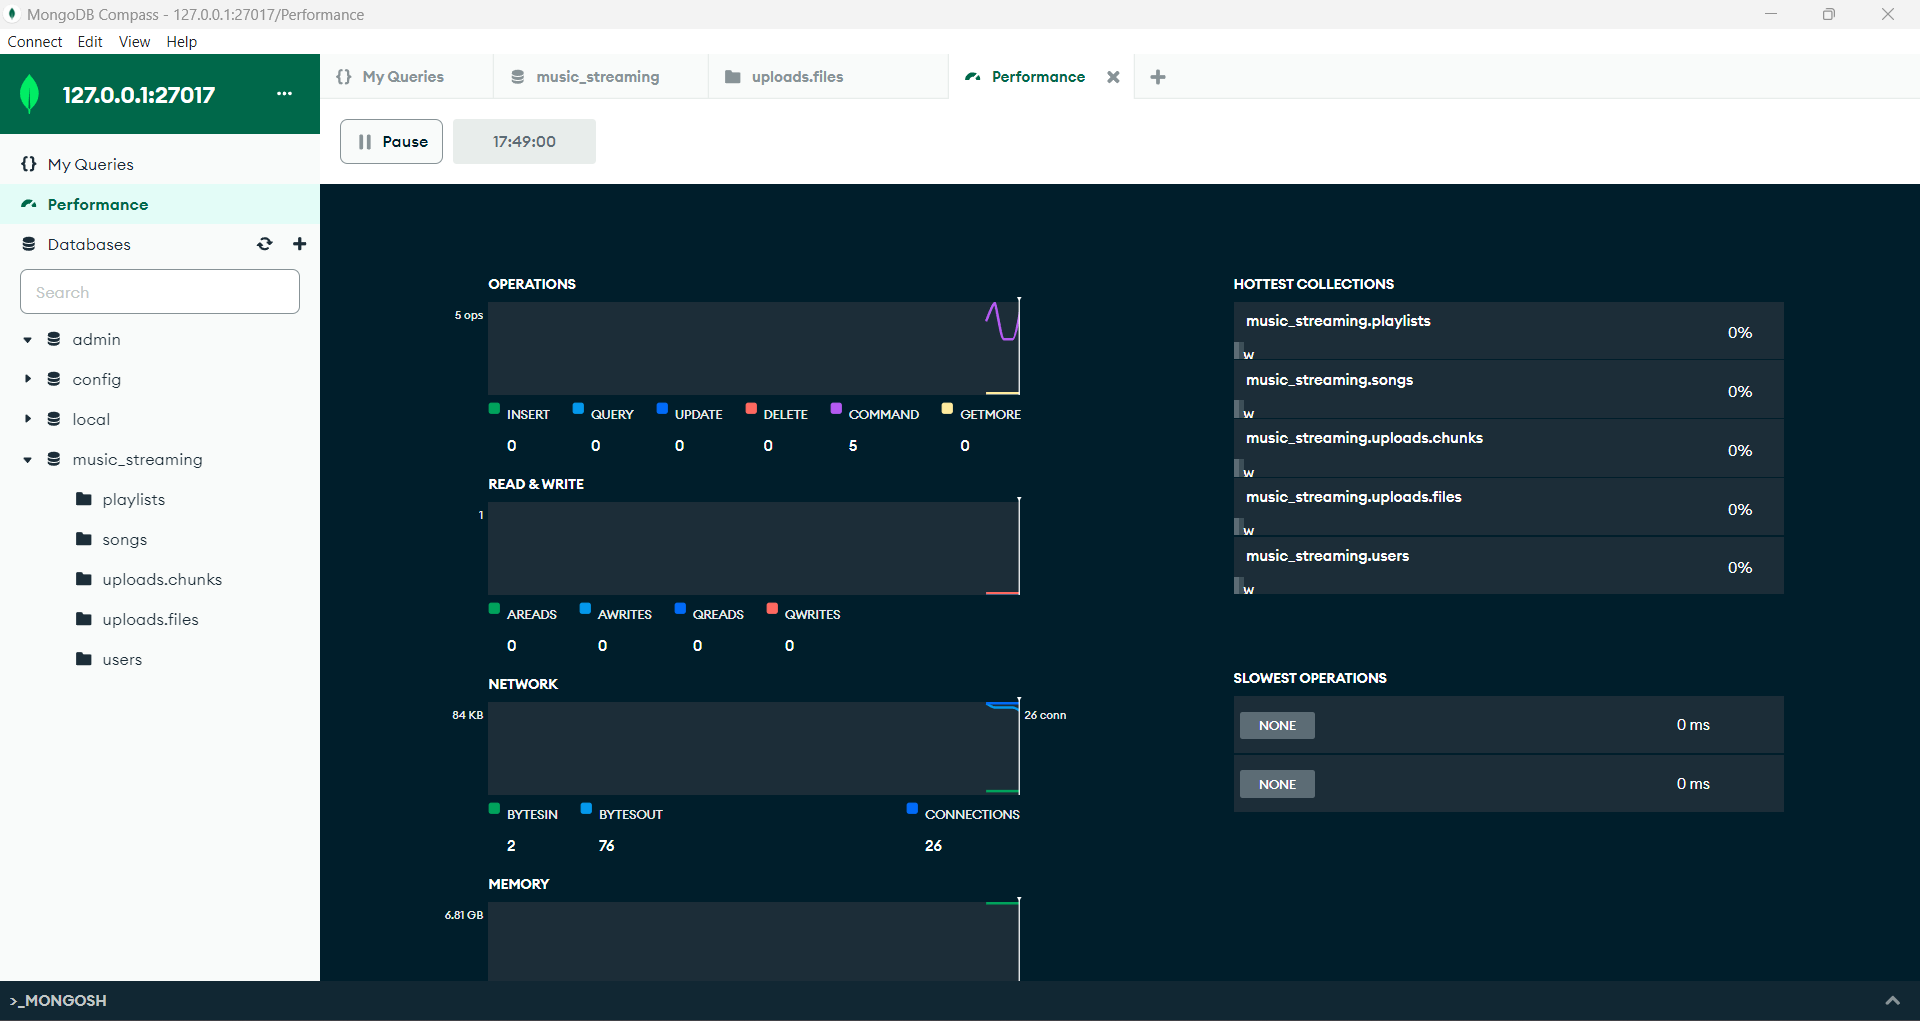 MongoDB Compass - 127.0.0.1:27017/Performance
Connect Edit View Help
127.0.0.1:27017 ...
{} My Queries
Performance
Databases
Search
admin
config
local
music_streaming
playlists
songs
uploads.chunks
uploads.files
users
{} My Queries music_streaming uploads.files Performance
Pause 17:49:00
OPERATIONS
5 ops
INSERT QUERY UPDATE DELETE COMMAND GETMORE
0 0 0 0 5 0
READ & WRITE
1
AREADS AWRITES QREADS QWRITES
0 0 0 0
NETWORK
84 KB 26 conn
BYTESIN BYTESOUT CONNECTIONS
2 76 26
MEMORY
6.81 GB
HOTTEST COLLECTIONS
music_streaming.playlists 0%
W
music_streaming.songs 0%
W
music_streaming.uploads.chunks 0%
W
music_streaming.uploads.files 0%
W
music_streaming.users 0%
W
SLOWEST OPERATIONS
NONE 0 ms
NONE 0 ms
>_MONGOSH